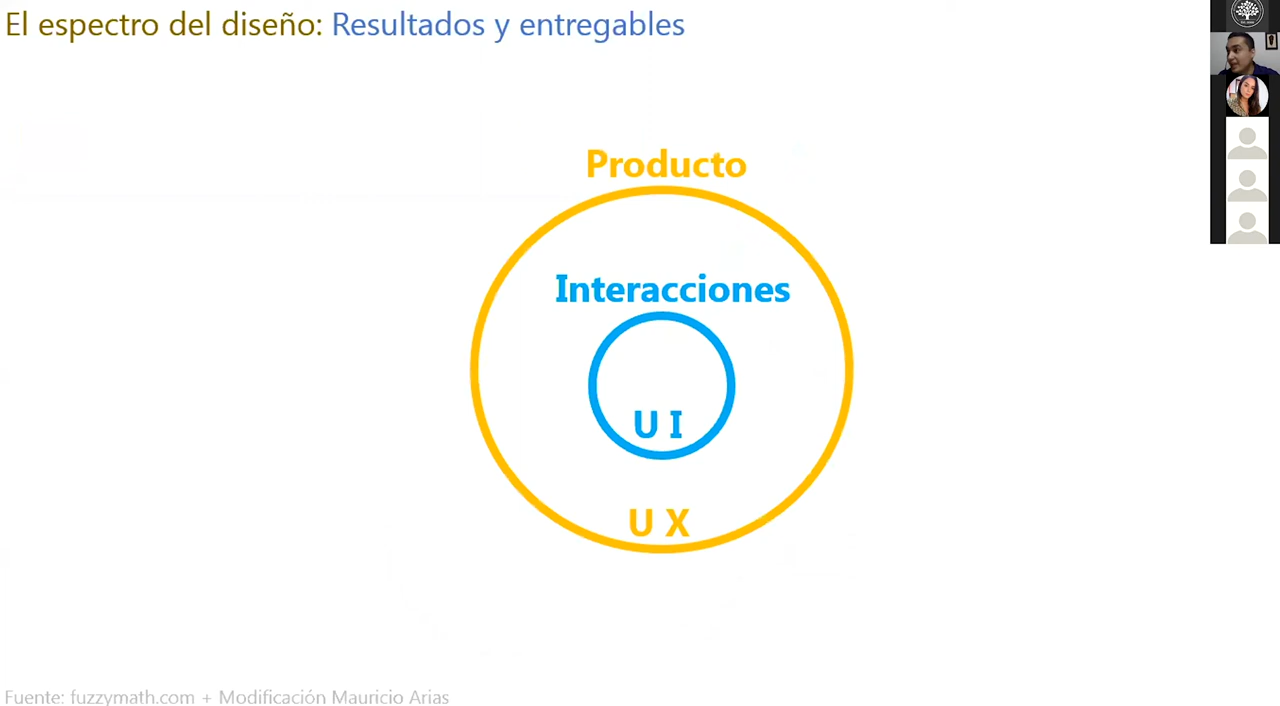 El espectro del diseño: Resultados y entregables
Producto
Interacciones
U I
U X
Fuente: fuzzymath.com + Modificación Mauricio Arias